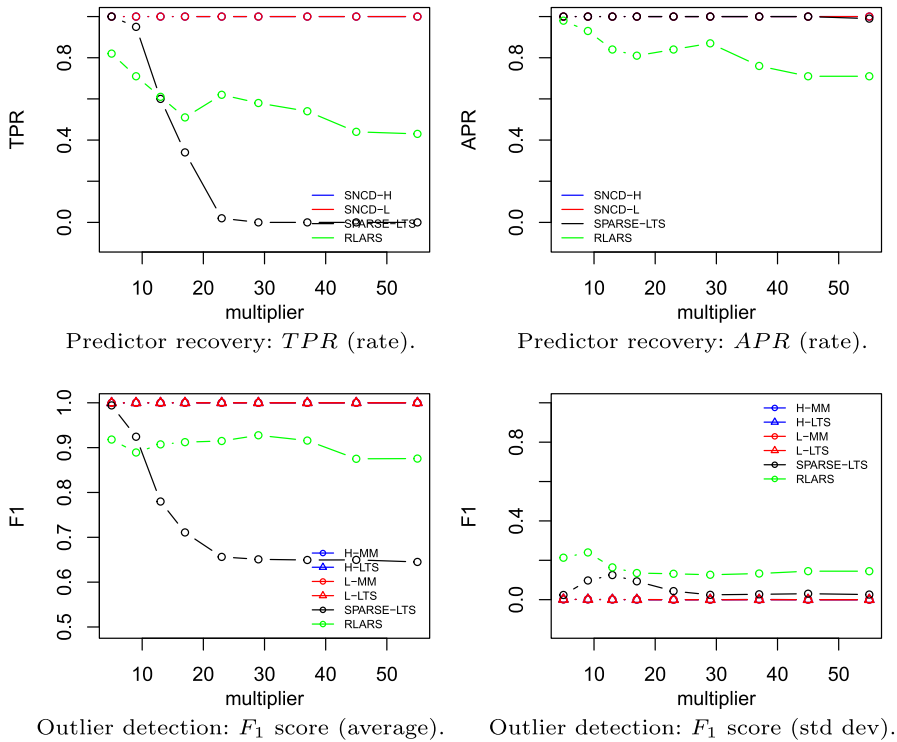 TPR
0.8
0.4
0.0
SNCD−H
SNCD−L
SPARSE−LTS
RLARS
10 20 30 40 50
multiplier
Predictor recovery: TPR (rate).
APR
0.8
0.4
0.0
SNCD−H
SNCD−L
SPARSE−LTS
RLARS
10 20 30 40 50
multiplier
Predictor recovery: APR (rate).
F1
1.0
0.9
0.8
0.7
0.6
0.5
H−MM
H−LTS
L−MM
L−LTS
SPARSE−LTS
RLARS
10 20 30 40 50
multiplier
Outlier detection: F1 score (average).
F1
0.8
0.4
0.0
H−MM
H−LTS
L−MM
L−LTS
SPARSE−LTS
RLARS
10 20 30 40 50
multiplier
Outlier detection: F1 score (std dev).